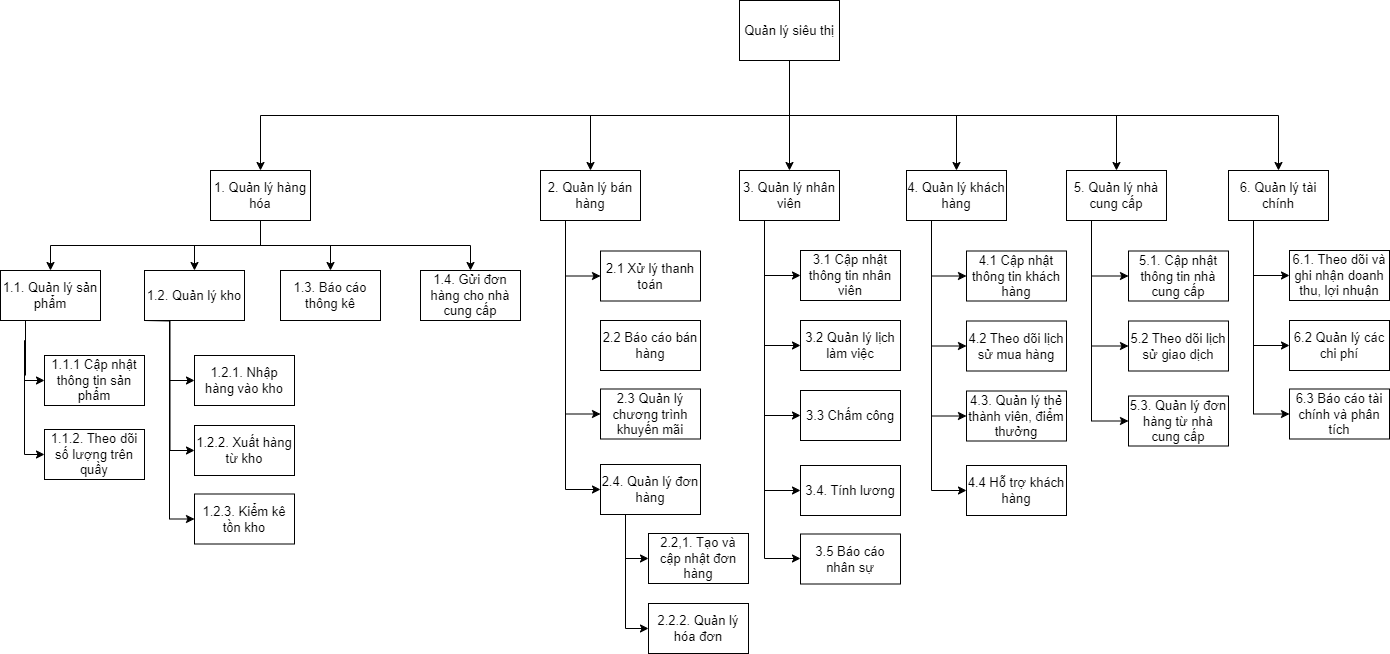 Quản lý siêu thị
1. Quản lý hàng
hóa
2. Quản lý bán
hàng
3. Quản lý nhân
viên
4. Quản lý khách
hàng
5. Quản lý nhà
cung cấp
6. Quản lý tài
chính
1.1. Quản lý sản
phẩm
1.2. Quản lý kho
1.3. Báo cáo
thông kê
1.4. Gửi đơn
hàng cho nhà
cung cấp
1.1.1 Cập nhật
thông tin sản
phẩm
1.1.2. Theo dõi
số lượng trên
quầy
1.2.1. Nhập
hàng vào kho
1.2.2. Xuất hàng
từ kho
1.2.3. Kiểm kê
tồn kho
2.1 Xử lý thanh
toán
2.2 Báo cáo bán
hàng
2.3 Quản lý
chương trình
khuyến mãi
2.4. Quản lý đơn
hàng
2.2,1. Tạo và
cập nhật đơn
hàng
2.2.2. Quản lý
hóa đơn
3.1 Cập nhật
thông tin nhân
viên
3.2 Quản lý lịch
làm việc
3.3 Chấm công
3.4. Tính lương
3.5 Báo cáo
nhân sự
4.1 Cập nhật
thông tin khách
hàng
4.2 Theo dõi lịch
sử mua hàng
4.3. Quản lý thẻ
thành viên, điểm
thưởng
4.4 Hỗ trợ khách
hàng
5.1. Cập nhật
thông tin nhà
cung cấp
5.2 Theo dõi lịch
sử giao dịch
5.3. Quản lý đơn
hàng từ nhà
cung cấp
6.1. Theo dõi và
ghi nhận doanh
thu, lợi nhuận
6.2 Quản lý các
chi phí
6.3 Báo cáo tài
chính và phân
tích